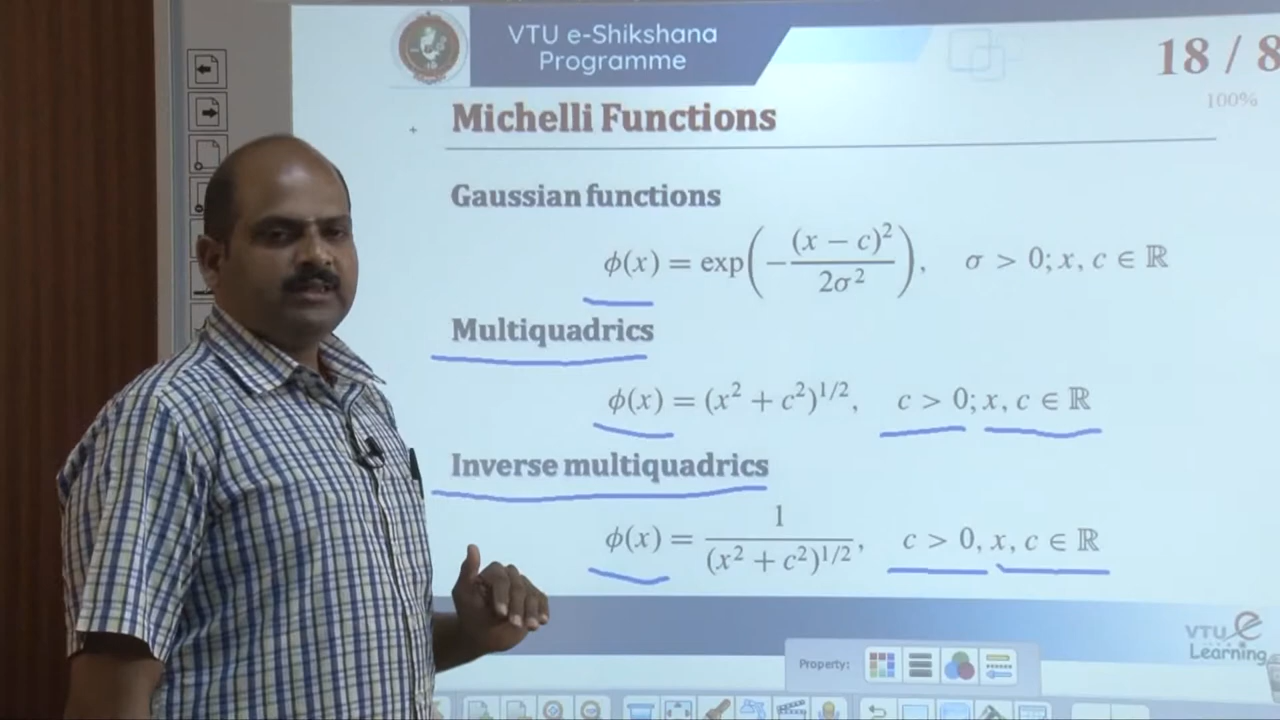 VTU e-Shikshana
Programme
18 / 8
100%
Michelli Functions
Gaussian functions
ϕ(x) = exp(−(x − c)²/2σ²), σ > 0; x, c ∈ ℝ
Multiquadrics
ϕ(x) = (x² + c²)^1/2, c > 0; x, c ∈ ℝ
Inverse multiquadrics
ϕ(x) = 1/(x² + c²)^1/2, c > 0, x, c ∈ ℝ
VTU e
Learning
Property: